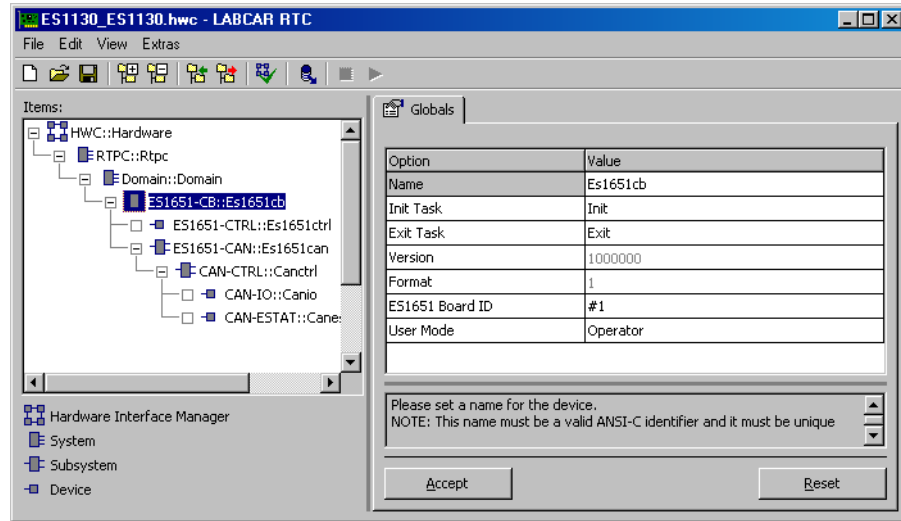 ES1130_ES1130.hwc - LABCAR RTC
File Edit View Extras
Items:
HWC::Hardware
RTPC::Rtpc
Domain::Domain
ES1651-CB::Es1651cb
ES1651-CTRL::Es1651ctrl
ES1651-CAN::Es1651can
CAN-CTRL::Canctrl
CAN-IO::Canio
CAN-ESTAT::Canes
Hardware Interface Manager
System
Subsystem
Device
Globals
Option Value
Name Es1651cb
Init Task Init
Exit Task Exit
Version 1000000
Format 1
ES1651 Board ID #1
User Mode Operator
Please set a name for the device.
NOTE: This name must be a valid ANSI-C identifier and it must be unique
Accept Reset